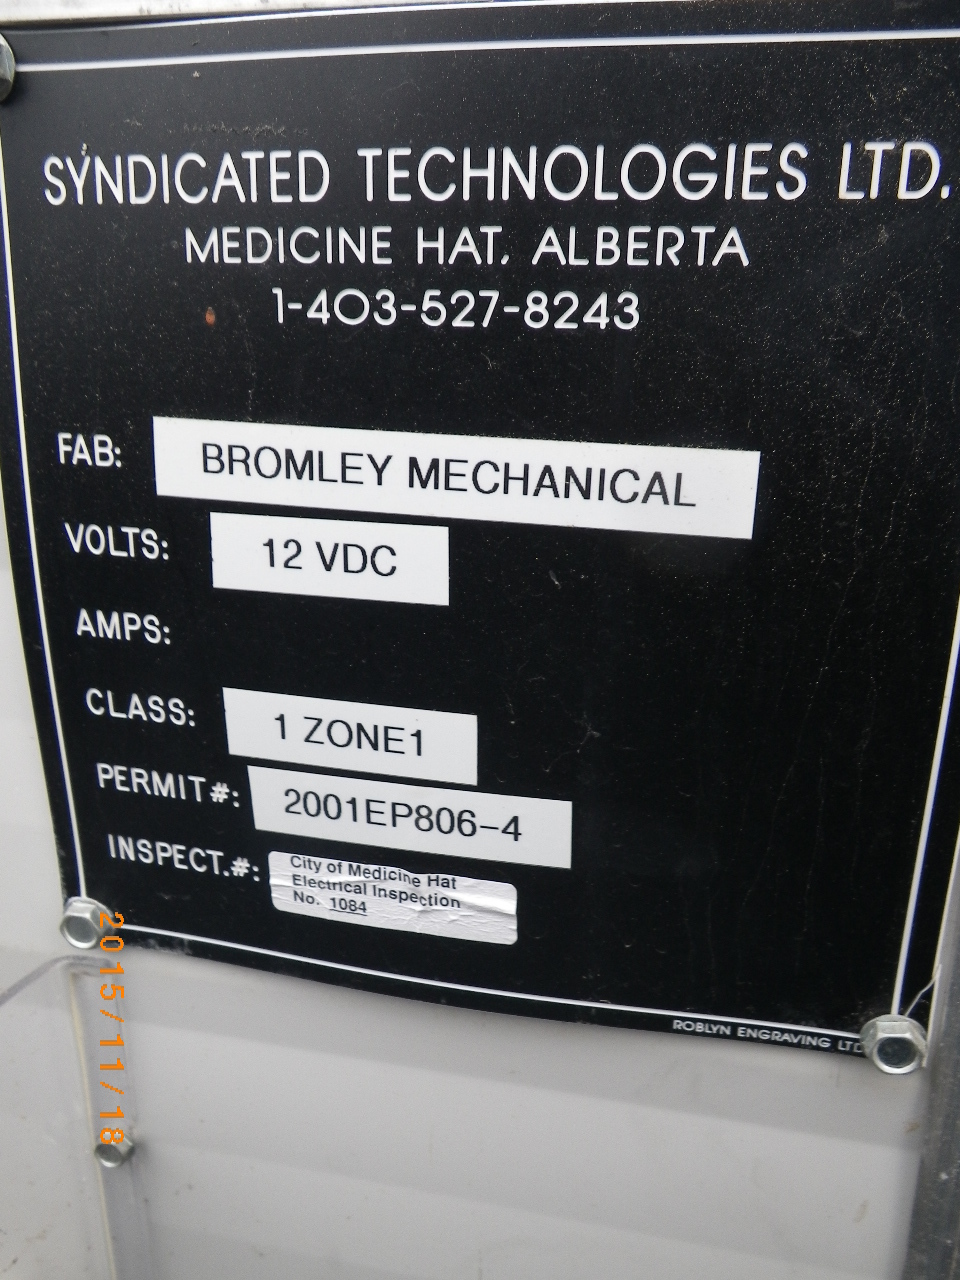 SYNDICATED TECHNOLOGIES LTD.
MEDICINE HAT, ALBERTA
1-403-527-8243
FAB: BROMLEY MECHANICAL
VOLTS: 12 VDC
AMPS:
CLASS: 1 ZONE1
PERMIT#: 2001EP806-4
INSPECT.#: City of Medicine Hat
Electrical Inspection
No. 1084
ROBLYN ENGRAVING LTD
2015/11/18